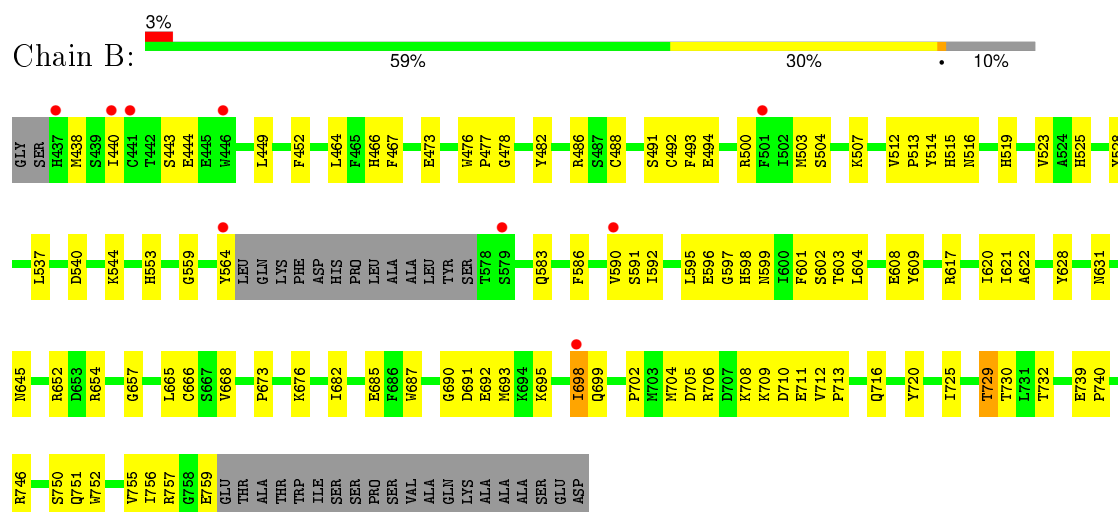 3%
Chain B:
59% 30% • 10%
GLY SER H437 M438 S439 I440 C441 T442 S443 E444 E445 W446 L449 F452 L464 F465 H466 F467 E473 W476 P477 G478 Y482 R486 S487 C488 S491 C492 F493 E494 R500 F501 I502 M503 S504 K507 V512 P513 Y514 H515 N516 H519 V523 A524 H525 Y528
L537 D540 K544 H553 G559 Y564 LEU GLN LYS PHE ASP HIS PRO LEU ALA ALA LEU TYR SER T578 S579 Q583 F586 V590 S591 I592 L595 E596 G597 H598 N599 I600 F601 S602 T603 L604 E608 Y609 R617 I620 I621 A622 Y628 N631
N645 R652 D653 R654 G657 L665 C666 S667 V668 P673 K676 I682 E685 F686 W687 G690 D691 E692 M693 K694 K695 I698 Q699 P702 M703 M704 D705 R706 D707 K708 K709 D710 E711 V712 P713 Q716 Y720 I725 T729 T730 L731 T732 E739 P740
R746 S750 Q751 W752 V755 I756 R757 G758 E759 GLU THR ALA THR TRP ILE SER SER PRO SER VAL ALA GLN LYS ALA ALA ALA SER GLU ASP